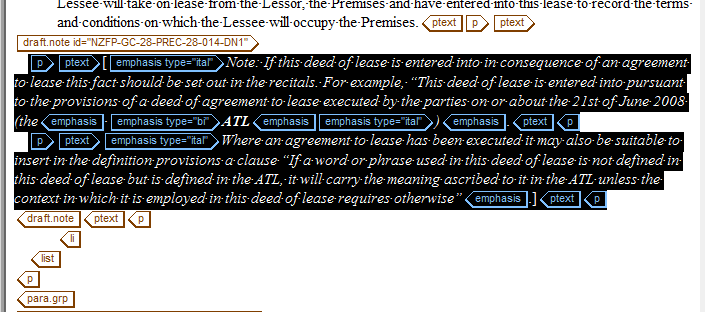 Lessee will take on lease from the Lessor, the Premises and have entered into this lease to record the terms
and conditions on which the Lessee will occupy the Premises. ptext p ptext
draft.note id="NZFP-GC-28-PREC-28-014-DN1"
p ptext [ emphasis type="ital" Note: If this deed of lease is entered into in consequence of an agreement
to lease this fact should be set out in the recitals. For example, "This deed of lease is entered into pursuant
to the provisions of a deed of agreement to lease executed by the parties on or about the 21st of June 2008
(the emphasis emphasis type="bi" ATL emphasis emphasis type="ital" ) emphasis . ptext p
p ptext emphasis type="ital" Where an agreement to lease has been executed it may also be suitable to
insert in the definition provisions a clause "If a word or phrase used in this deed of lease is not defined in
this deed of lease but is defined in the ATL, it will carry the meaning ascribed to it in the ATL unless the
context in which it is employed in this deed of lease requires otherwise" emphasis .] ptext p
draft.note ptext p
li
list
p
para.grp